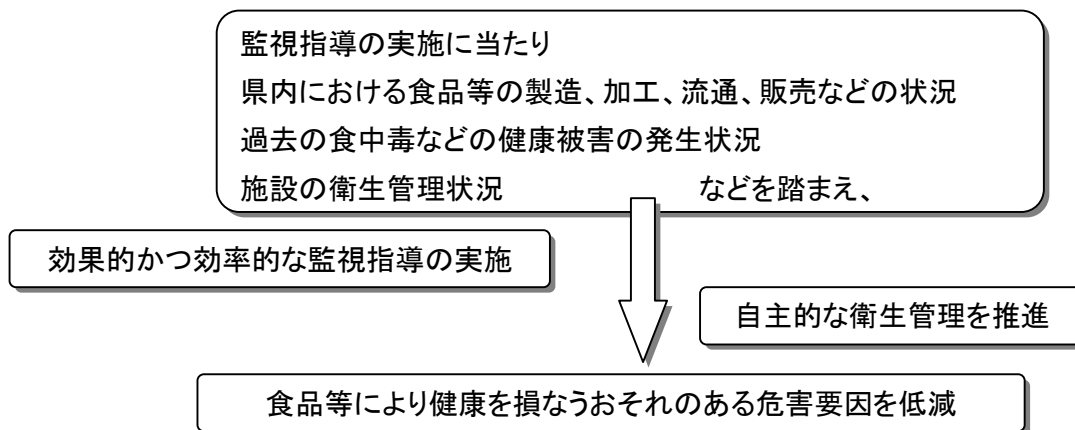 監視指導の実施に当たり
県内における食品等の製造、加工、流通、販売などの状況
過去の食中毒などの健康被害の発生状況
施設の衛生管理状況　　　　　　　などを踏まえ、
効果的かつ効率的な監視指導の実施
自主的な衛生管理を推進
食品等により健康を損なうおそれのある危害要因を低減